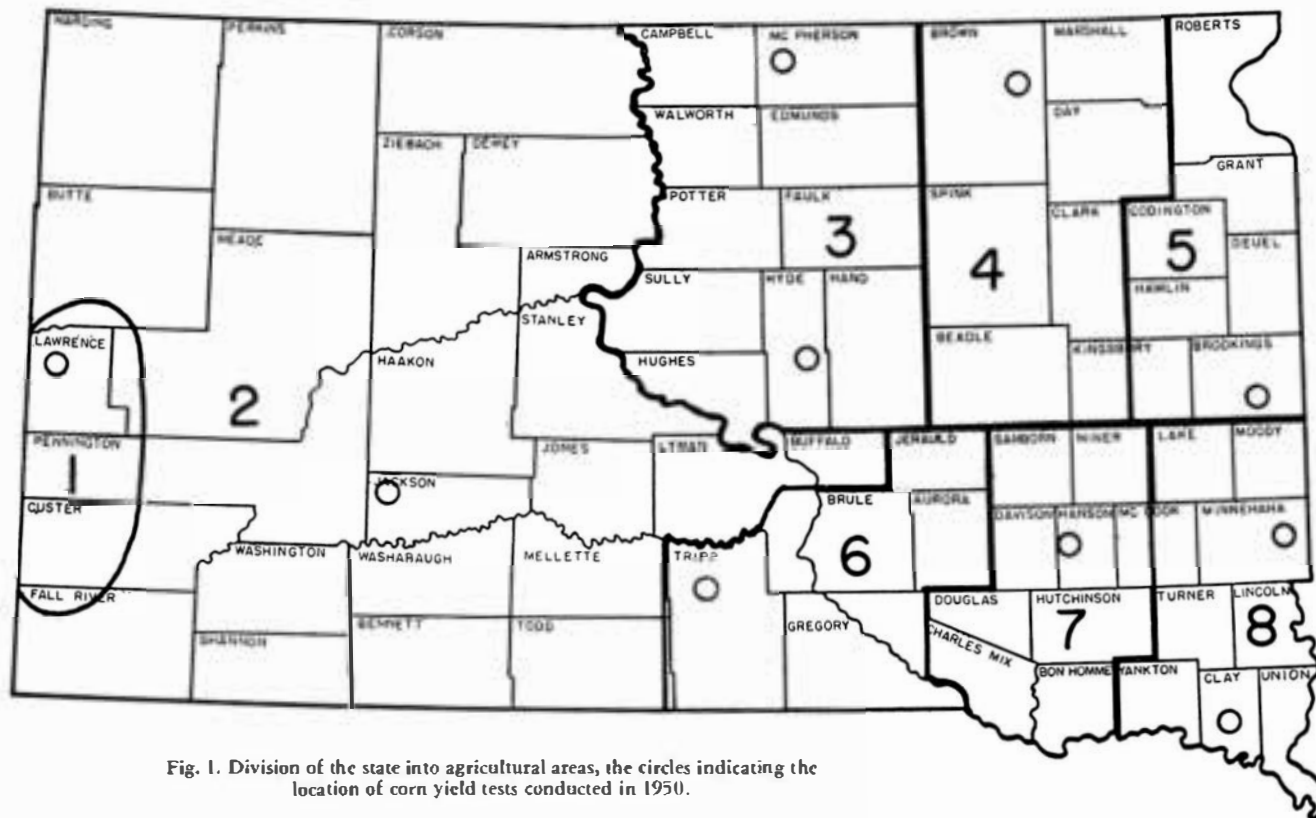 HARDING
PERKINS
CORSON
CAMPBELL
MC PHERSON
BROWN
MARSHALL
ROBERTS
WALWORTH
EDMUNDS
DAY
ZIEBACH
DEWEY
GRANT
BUTTE
POTTER
FAULK
SPINK
CLARK
CODINGTON
3
4
5
MEADE
DEUEL
ARMSTRONG
SULLY
HYDE
HAND
HAMLIN
STANLEY
LAWRENCE
HAAKON
HUGHES
BEADLE
KINGSBURY
BROOKINGS
2
PENNINGTON
1
JONES
LYMAN
BUFFALO
JERAULD
SANBORN
MINER
LAKE
MOODY
JACKSON
CUSTER
BRULE
AURORA
DAVISON
HANSON
MC COOK
MINNEHAHA
WASHINGTON
WASHABAUGH
MELLETTE
TRIPP
6
FALL RIVER
DOUGLAS
HUTCHINSON
TURNER
LINCOLN
SHANNON
BENNETT
TODD
GREGORY
CHARLES MIX
7
8
BON HOMME
YANKTON
CLAY
UNION
Fig. 1. Division of the state into agricultural areas, the circles indicating the
location of corn yield tests conducted in 1950.